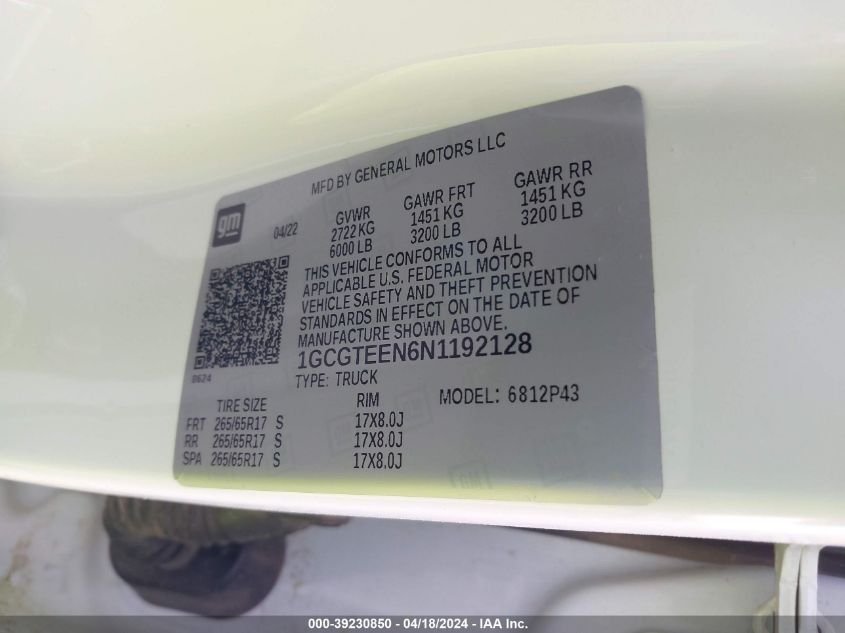 MFD BY GENERAL MOTORS LLC
gm
04/22
GVWR GAWR FRT GAWR RR
2722 KG 1451 KG 1451 KG
6000 LB 3200 LB 3200 LB
THIS VEHICLE CONFORMS TO ALL
APPLICABLE U.S. FEDERAL MOTOR
VEHICLE SAFETY AND THEFT PREVENTION
STANDARDS IN EFFECT ON THE DATE OF
MANUFACTURE SHOWN ABOVE.
1GCGTEEN6N1192128
8624
TYPE: TRUCK
MODEL: 6812P43
TIRE SIZE RIM
FRT 265/65R17 S 17X8.0J
RR 265/65R17 S 17X8.0J
SPA 265/65R17 S 17X8.0J
GM
000-39230850 - 04/18/2024 - IAA Inc.